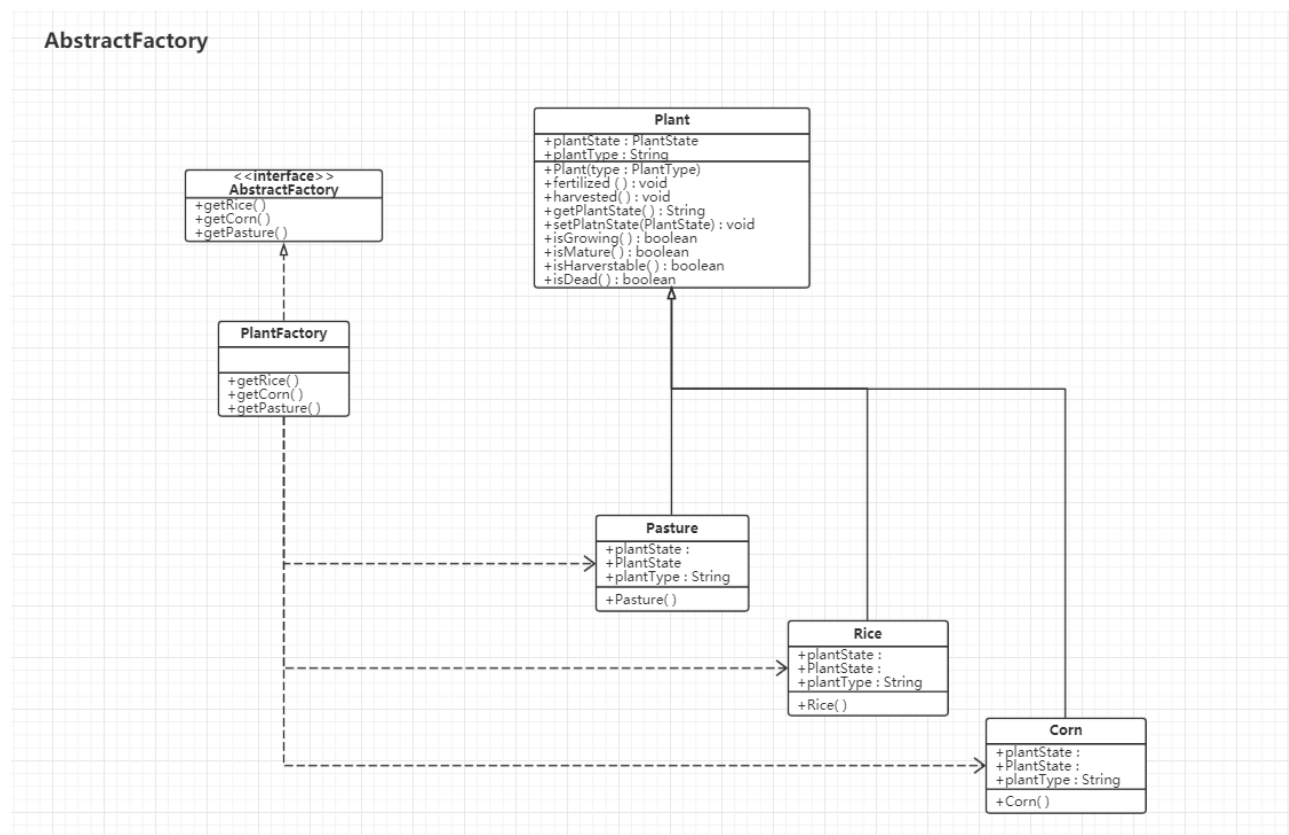 AbstractFactory
Plant
+plantState : PlantState
+plantType : String
+Plant(type : PlantType)
+fertilized ( ) : void
+harvested( ) : void
+getPlantState( ) : String
+setPlatnState(PlantState) : void
+isGrowing( ) : boolean
+isMature( ) : boolean
+isHarverstable( ) : boolean
+isDead( ) : boolean
<<interface>>
AbstractFactory
+getRice( )
+getCorn( )
+getPasture( )
PlantFactory
+getRice( )
+getCorn( )
+getPasture( )
Pasture
+plantState :
+PlantState
+plantType : String
+Pasture( )
Rice
+plantState :
+PlantState :
+plantType : String
+Rice( )
Corn
+plantState :
+PlantState :
+plantType : String
+Corn( )